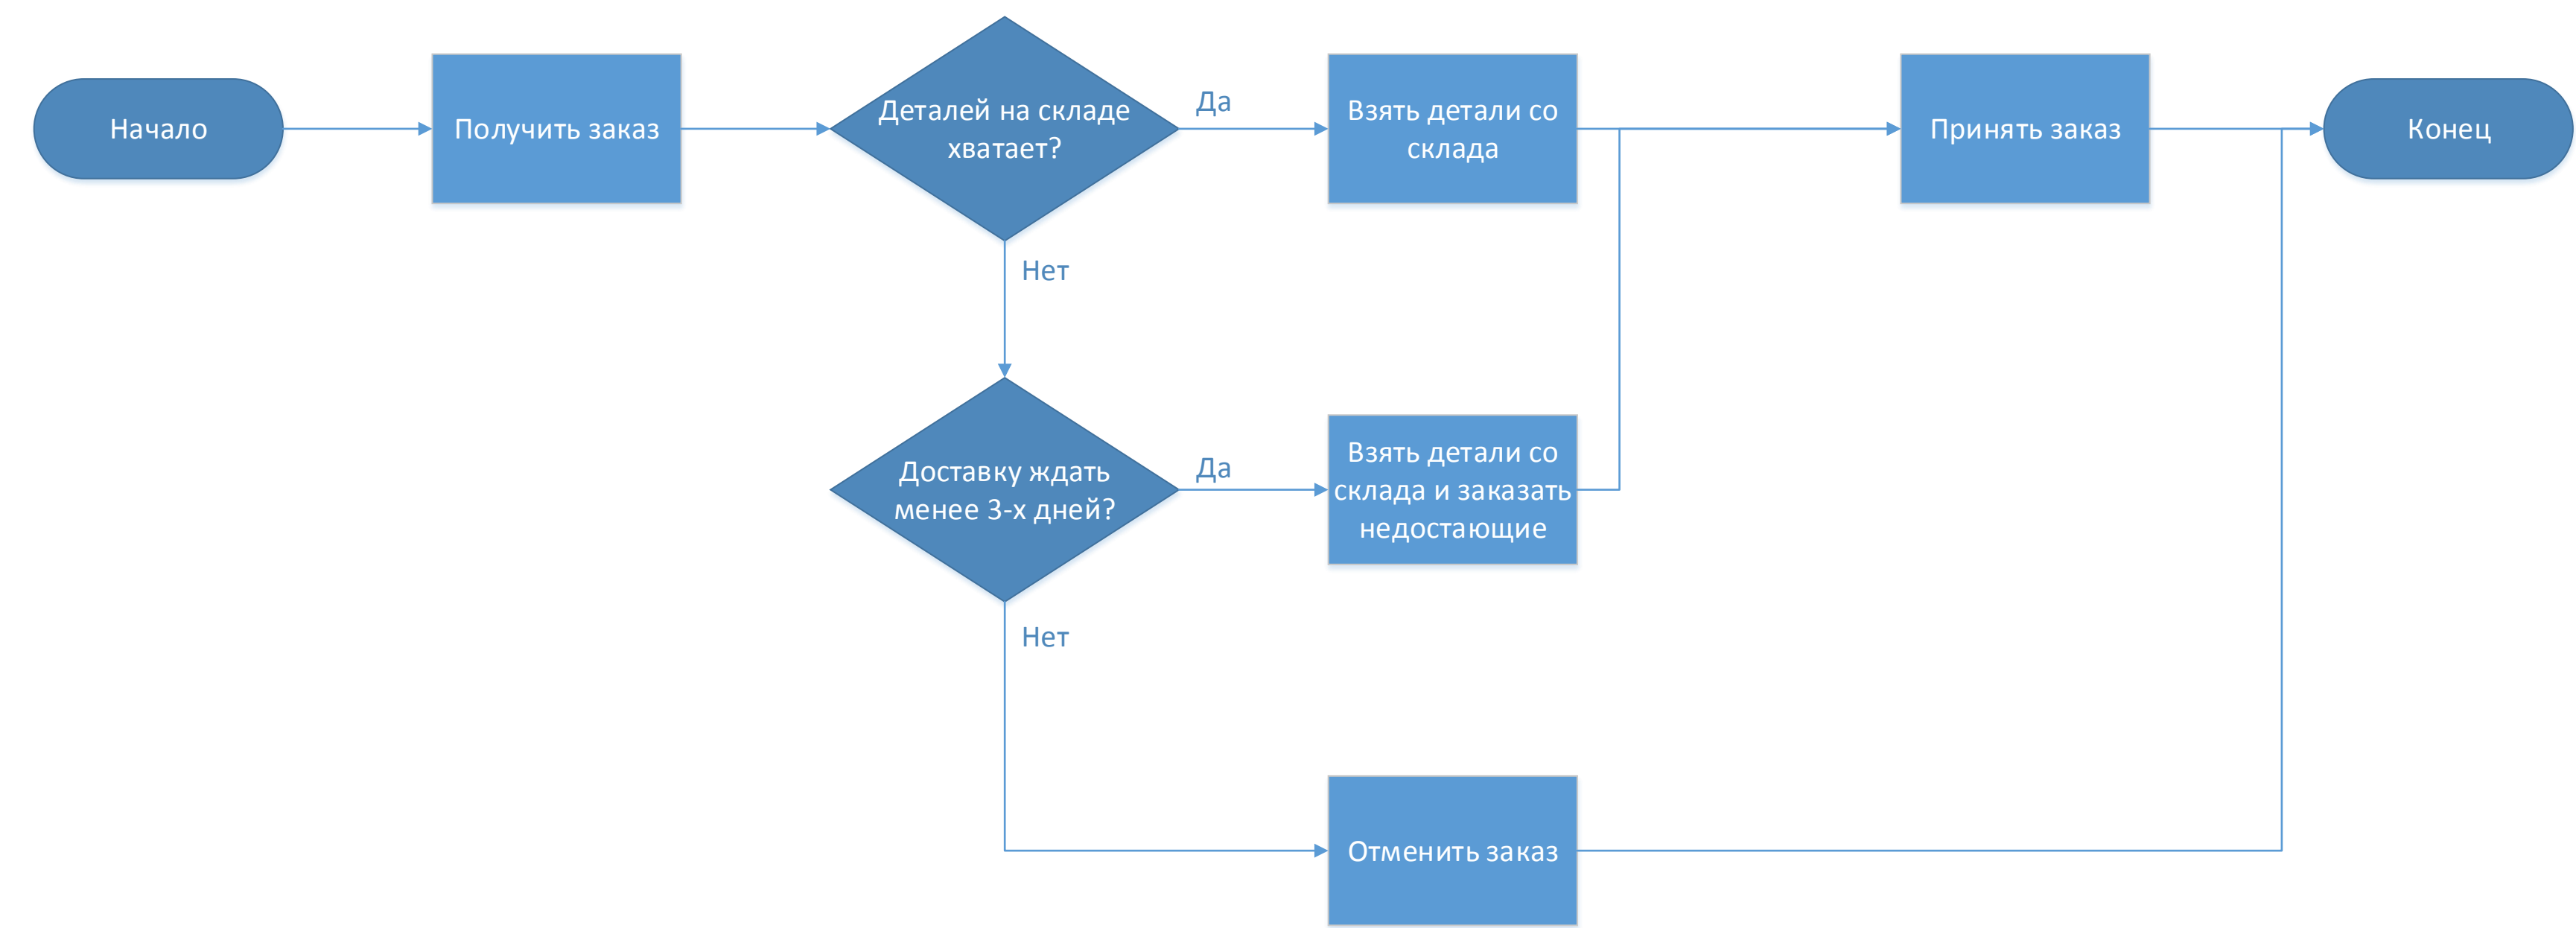 Начало
Получить заказ
Деталей на складе
хватает?
Да
Взять детали со
склада
Принять заказ
Конец
Нет
Доставку ждать
менее 3-х дней?
Да
Взять детали со
склада и заказать
недостающие
Нет
Отменить заказ